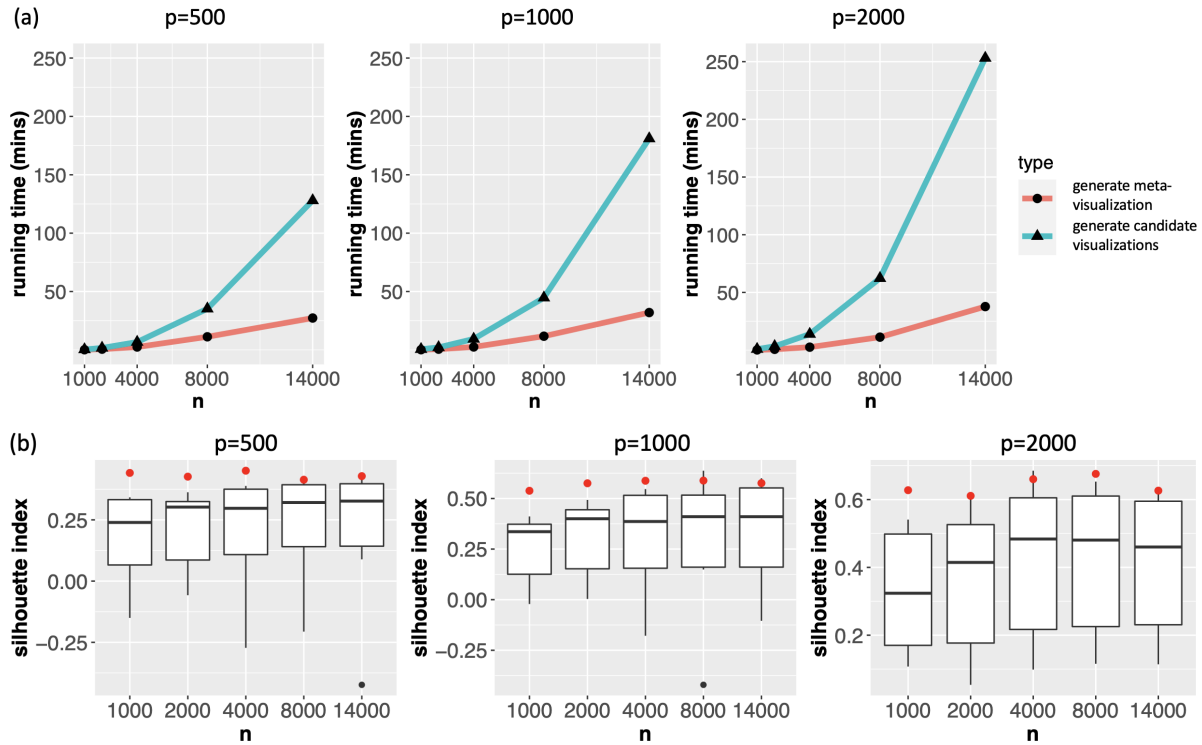 (a)
p=500
p=1000
p=2000
running time (mins)
250
200
150
100
50
1000
4000
8000
14000
n
running time (mins)
250
200
150
100
50
1000
4000
8000
14000
n
running time (mins)
250
200
150
100
50
1000
4000
8000
14000
n
type
generate meta-
visualization
generate candidate
visualizations
(b)
p=500
p=1000
p=2000
silhouette index
0.25
0.00
−0.25
1000
2000
4000
8000
14000
n
silhouette index
0.50
0.25
0.00
−0.25
1000
2000
4000
8000
14000
n
silhouette index
0.6
0.4
0.2
1000
2000
4000
8000
14000
n